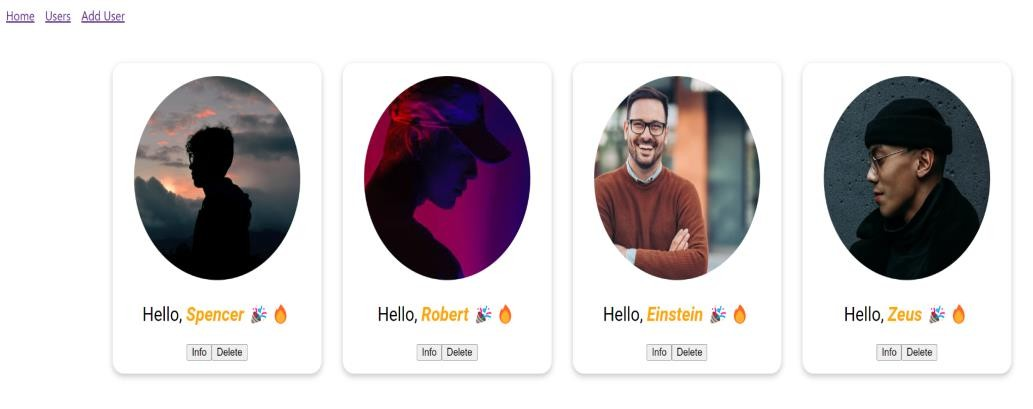 Home Users Add User
Hello, Spencer 🎉 🔥
Info Delete
Hello, Robert 🎉 🔥
Info Delete
Hello, Einstein 🎉 🔥
Info Delete
Hello, Zeus 🎉 🔥
Info Delete